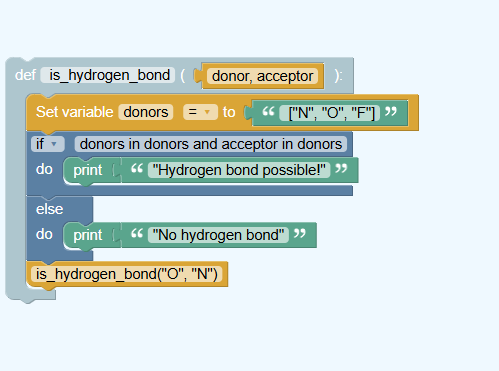 def is_hydrogen_bond ( donor, acceptor ):
Set variable donors = to “ ["N", "O", "F"] ”
if donors in donors and acceptor in donors
do print “ "Hydrogen bond possible!" ”
else
do print “ "No hydrogen bond" ”
is_hydrogen_bond("O", "N")